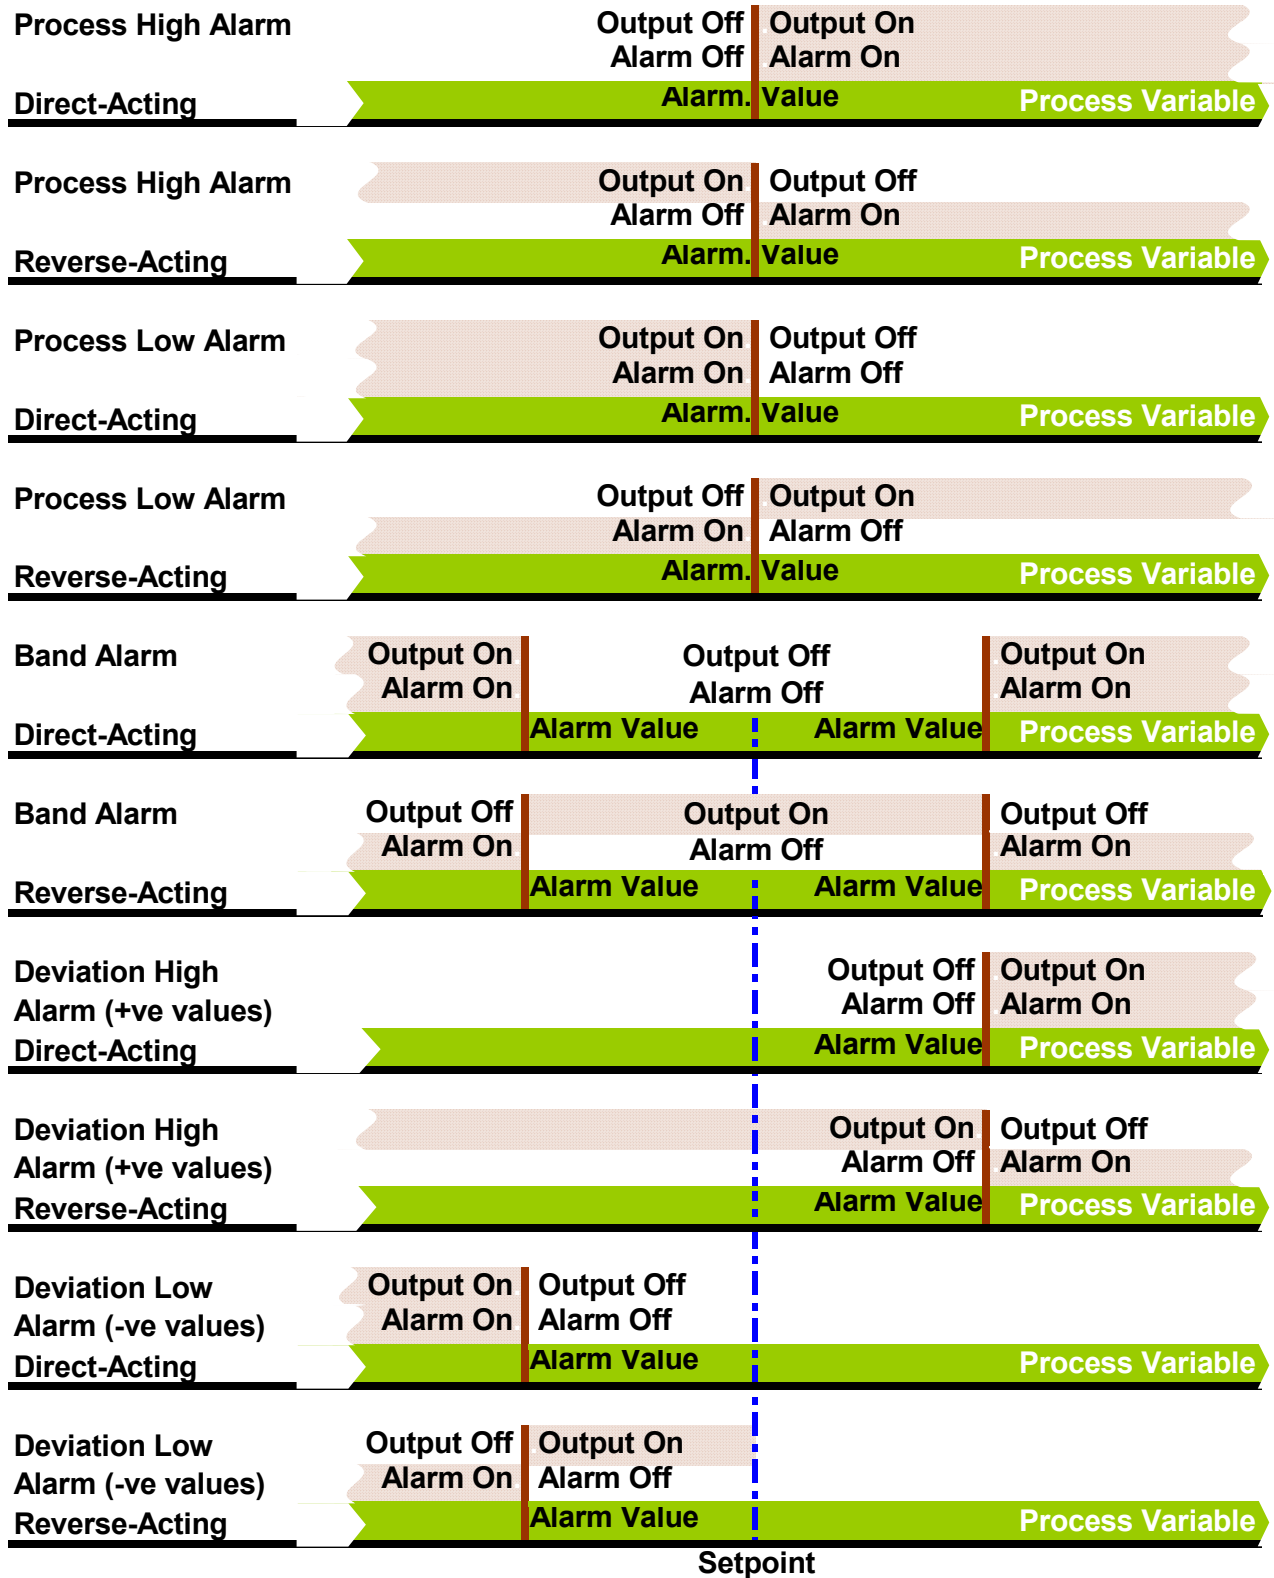 Process High Alarm Output Off Output On
Alarm Off Alarm On
Direct-Acting Alarm. Value Process Variable
Process High Alarm Output On Output Off
Alarm Off Alarm On
Reverse-Acting Alarm. Value Process Variable
Process Low Alarm Output On Output Off
Alarm On Alarm Off
Direct-Acting Alarm. Value Process Variable
Process Low Alarm Output Off Output On
Alarm On Alarm Off
Reverse-Acting Alarm. Value Process Variable
Band Alarm Output On Output Off Output On
Alarm On Alarm Off Alarm On
Direct-Acting Alarm Value Alarm Value Process Variable
Band Alarm Output Off Output On Output Off
Alarm On Alarm Off Alarm On
Reverse-Acting Alarm Value Alarm Value Process Variable
Deviation High Output Off Output On
Alarm (+ve values) Alarm Off Alarm On
Direct-Acting Alarm Value Process Variable
Deviation High Output On Output Off
Alarm (+ve values) Alarm Off Alarm On
Reverse-Acting Alarm Value Process Variable
Deviation Low Output On Output Off
Alarm (-ve values) Alarm On Alarm Off
Direct-Acting Alarm Value Process Variable
Deviation Low Output Off Output On
Alarm (-ve values) Alarm On Alarm Off
Reverse-Acting Alarm Value Process Variable
Setpoint